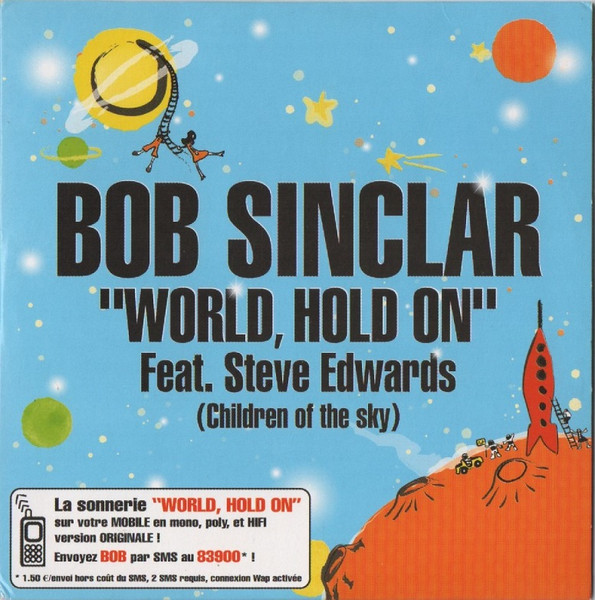 BOB SINCLAR
"WORLD, HOLD ON"
Feat. Steve Edwards
(Children of the sky)
La sonnerie "WORLD, HOLD ON"
sur votre MOBILE en mono, poly, et HIFI
version ORIGINALE !
Envoyez BOB par SMS au 83900* !
* 1.50 €/envoi hors coût du SMS, 2 SMS requis, connexion Wap activée